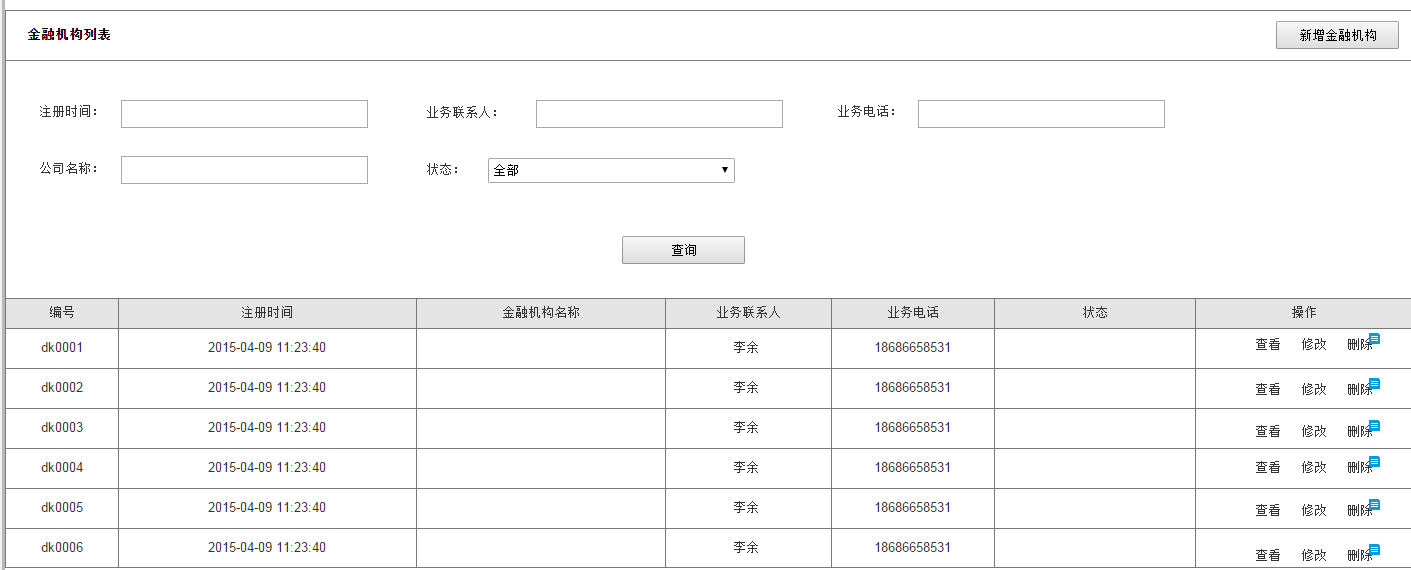 金融机构列表 新增金融机构
注册时间： 业务联系人： 业务电话：
公司名称： 状态： 全部
查询
编号 注册时间 金融机构名称 业务联系人 业务电话 状态 操作
dk0001 2015-04-09 11:23:40 李余 18686658531 查看 修改 删除
dk0002 2015-04-09 11:23:40 李余 18686658531 查看 修改 删除
dk0003 2015-04-09 11:23:40 李余 18686658531 查看 修改 删除
dk0004 2015-04-09 11:23:40 李余 18686658531 查看 修改 删除
dk0005 2015-04-09 11:23:40 李余 18686658531 查看 修改 删除
dk0006 2015-04-09 11:23:40 李余 18686658531 查看 修改 删除